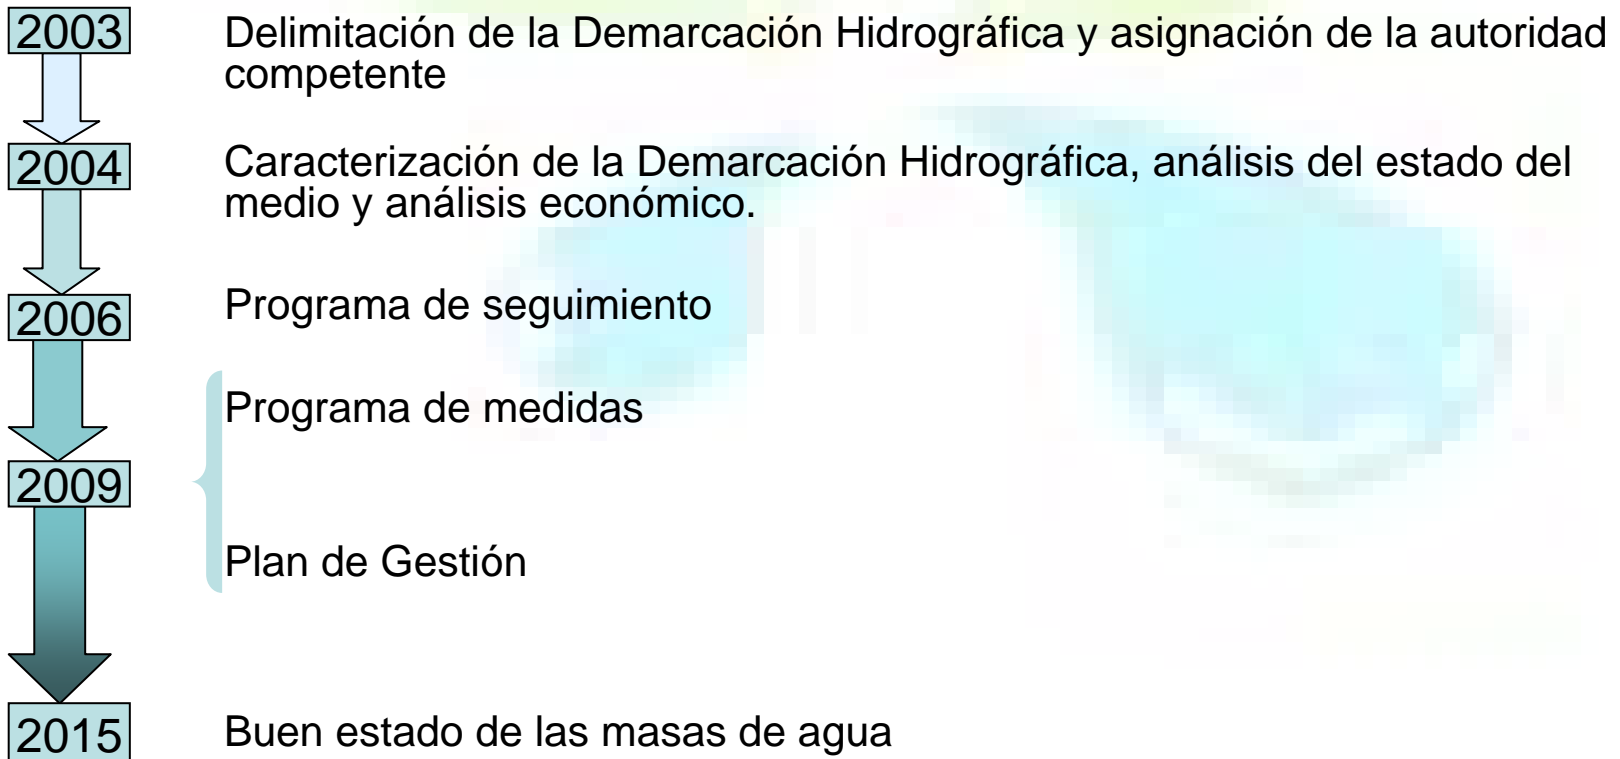 2003
Delimitación de la Demarcación Hidrográfica y asignación de la autoridad
competente
2004
Caracterización de la Demarcación Hidrográfica, análisis del estado del
medio y análisis económico.
2006
Programa de seguimiento
Programa de medidas
2009
Plan de Gestión
2015
Buen estado de las masas de agua